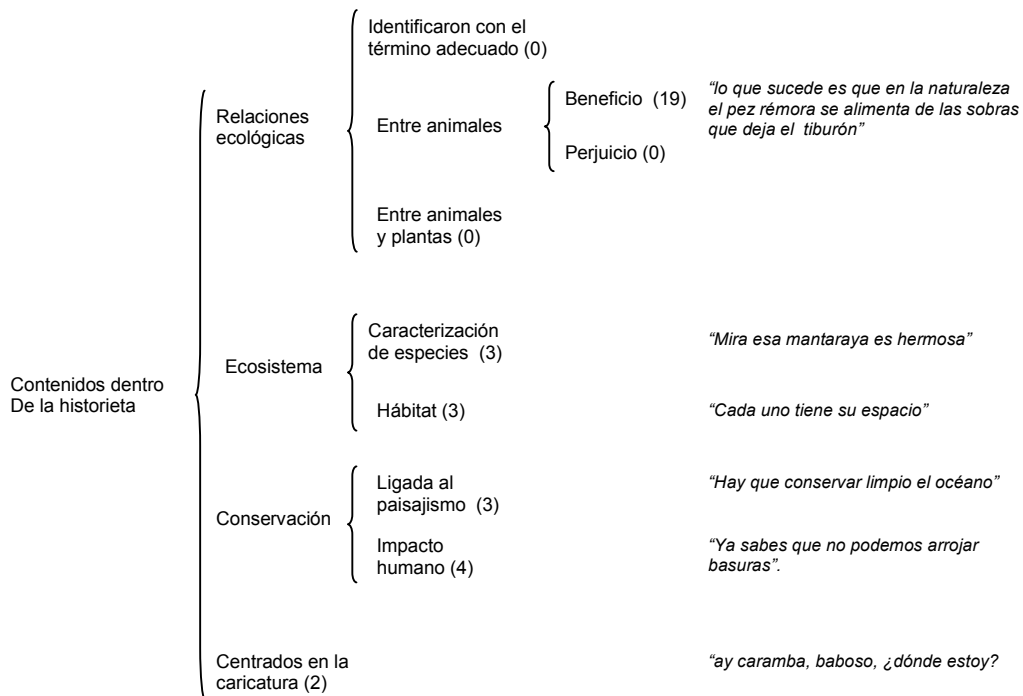 Identificaron con el
término adecuado (0)
Relaciones
ecológicas
Entre animales
Beneficio (19)
“lo que sucede es que en la naturaleza
el pez rémora se alimenta de las sobras
que deja el tiburón”
Perjuicio (0)
Entre animales
y plantas (0)
Contenidos dentro
De la historieta
Ecosistema
Caracterización
de especies (3)
“Mira esa mantaraya es hermosa”
Hábitat (3)
“Cada uno tiene su espacio”
Conservación
Ligada al
paisajismo (3)
“Hay que conservar limpio el océano”
Impacto
humano (4)
“Ya sabes que no podemos arrojar
basuras”.
Centrados en la
caricatura (2)
“ay caramba, baboso, ¿dónde estoy?